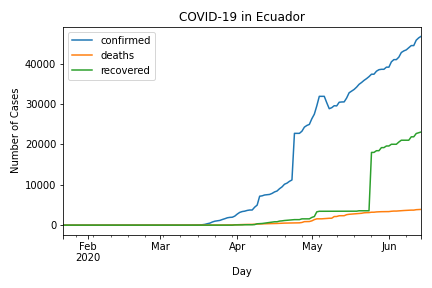 COVID-19 in Ecuador
confirmed
deaths
recovered
Number of Cases
40000
30000
20000
10000
0
Feb
2020
Mar
Apr
May
Jun
Day